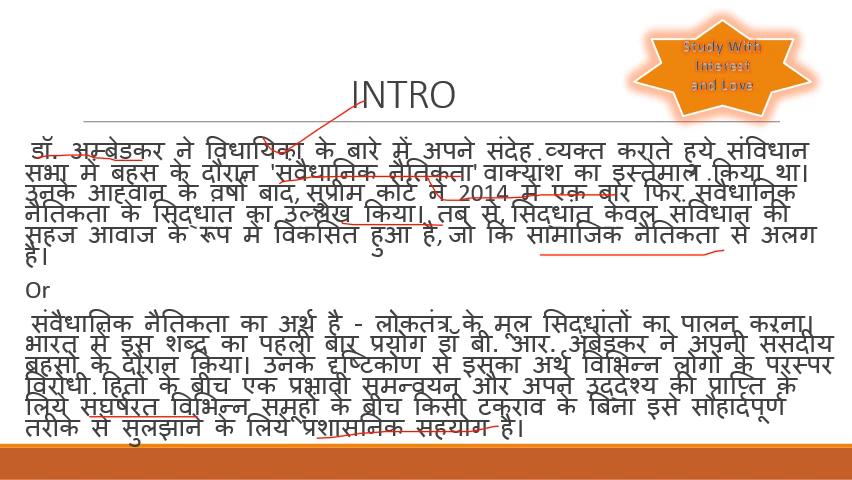 Study With
Interest
and Love
INTRO
डॉ. अम्बेडकर ने विधायिका के बारे में अपने संदेह व्यक्त कराते हुये संविधान
सभा में बहस के दौरान 'संवैधानिक नैतिकता' वाक्यांश का इस्तेमाल किया था।
उनके आह्वान के वर्षों बाद, सुप्रीम कोर्ट ने 2014 में एक बार फिर संवैधानिक
नैतिकता के सिद्धांत का उल्लेख किया। तब से, सिद्धांत केवल संविधान की
सहज आवाज के रूप में विकसित हुआ है, जो कि सामाजिक नैतिकता से अलग
है।
Or
संवैधानिक नैतिकता का अर्थ है - लोकतंत्र के मूल सिद्धांतों का पालन करना।
भारत में इस शब्द का पहली बार प्रयोग डॉ बी. आर. अंबेडकर ने अपनी संसदीय
बहसों के दौरान किया। उनके दृष्टिकोण से इसका अर्थ विभिन्न लोगों के परस्पर
विरोधी हितों के बीच एक प्रभावी समन्वयन और अपने उद्देश्य की प्राप्ति के
लिये संघर्षरत विभिन्न समूहों के बीच किसी टकराव के बिना इसे सौहार्दपूर्ण
तरीके से सुलझाने के लिये प्रशासनिक सहयोग है।